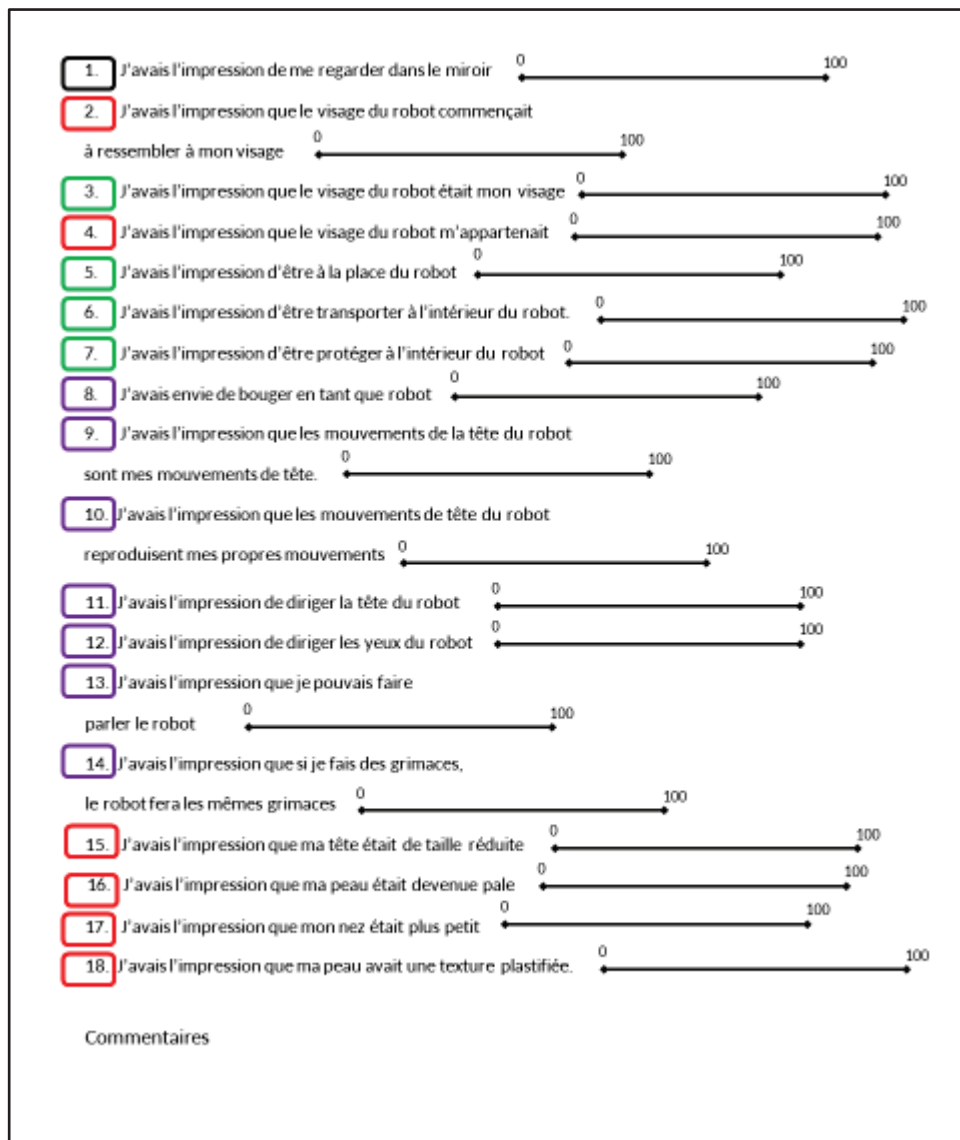 0 100
1. J'avais l'impression de me regarder dans le miroir
2. J'avais l'impression que le visage du robot commençait
0 100
à ressembler à mon visage
0 100
3. J'avais l'impression que le visage du robot était mon visage
0 100
4. J'avais l'impression que le visage du robot m'appartenait
0 100
5. J'avais l'impression d'être à la place du robot
0 100
6. J'avais l'impression d'être transporter à l'intérieur du robot.
0 100
7. J'avais l'impression d'être protéger à l'intérieur du robot
0 100
8. J'avais envie de bouger en tant que robot
9. J'avais l'impression que les mouvements de la tête du robot
0 100
sont mes mouvements de tête.
10. J'avais l'impression que les mouvements de tête du robot
0 100
reproduisent mes propres mouvements
0 100
11. J'avais l'impression de diriger la tête du robot
0 100
12. J'avais l'impression de diriger les yeux du robot
13. J'avais l'impression que je pouvais faire
0 100
parler le robot
14. J'avais l'impression que si je fais des grimaces,
0 100
le robot fera les mêmes grimaces
0 100
15. J'avais l'impression que ma tête était de taille réduite
0 100
16. J'avais l'impression que ma peau était devenue pale
0 100
17. J'avais l'impression que mon nez était plus petit
0 100
18. J'avais l'impression que ma peau avait une texture plastifiée.
Commentaires